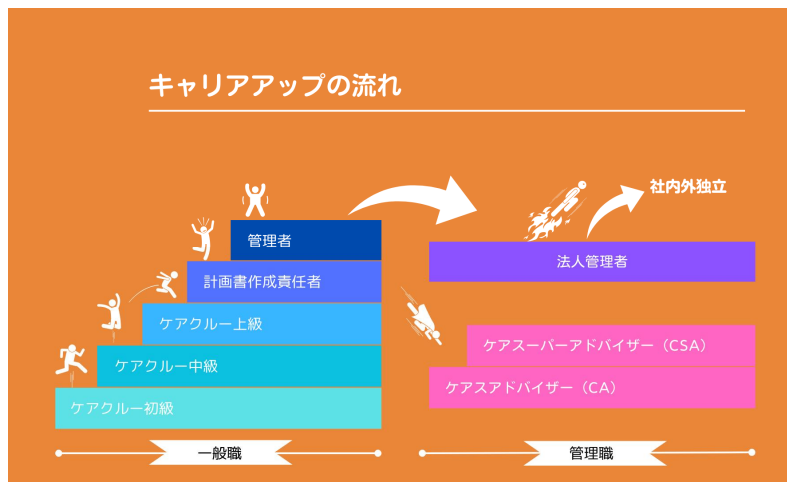 キャリアアップの流れ
社内外独立
管理者
計画書作成責任者
ケアクルー上級
ケアクルー中級
ケアクルー初級
一般職
法人管理者
ケアスーパーアドバイザー（CSA）
ケアスアドバイザー（CA）
管理職